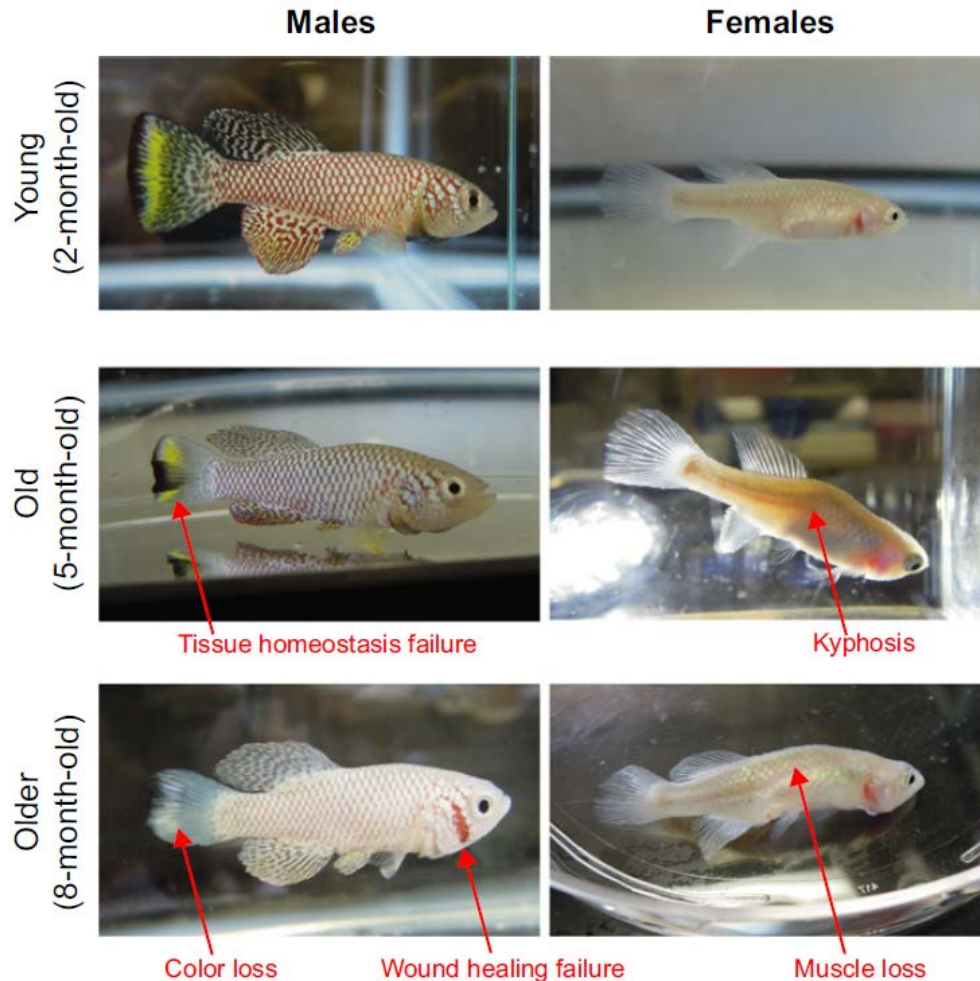 Males
Females
Young
(2-month-old)
Old
(5-month-old)
Tissue homeostasis failure
Kyphosis
Older
(8-month-old)
Color loss
Wound healing failure
Muscle loss